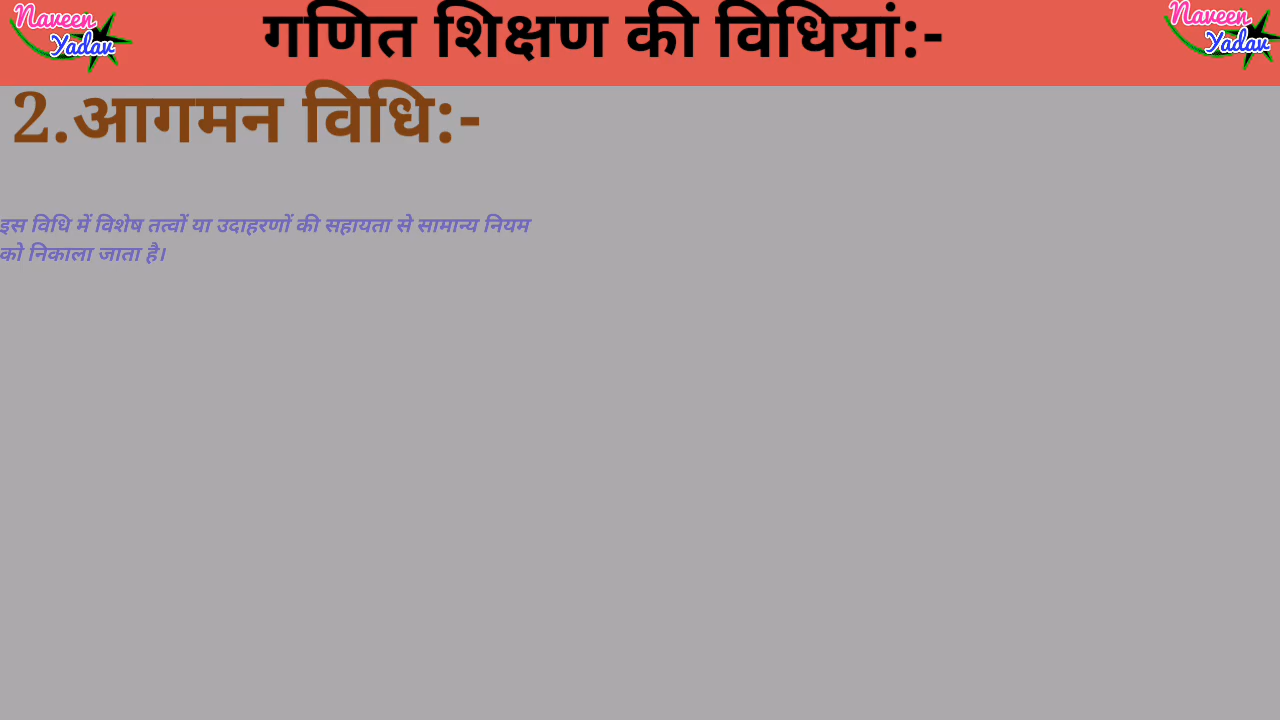 Naveen
Yadav
गणित शिक्षण की विधियां:-
Naveen
Yadav
2.आगमन विधि:-
इस विधि में विशेष तत्वों या उदाहरणों की सहायता से सामान्य नियम
को निकाला जाता है।